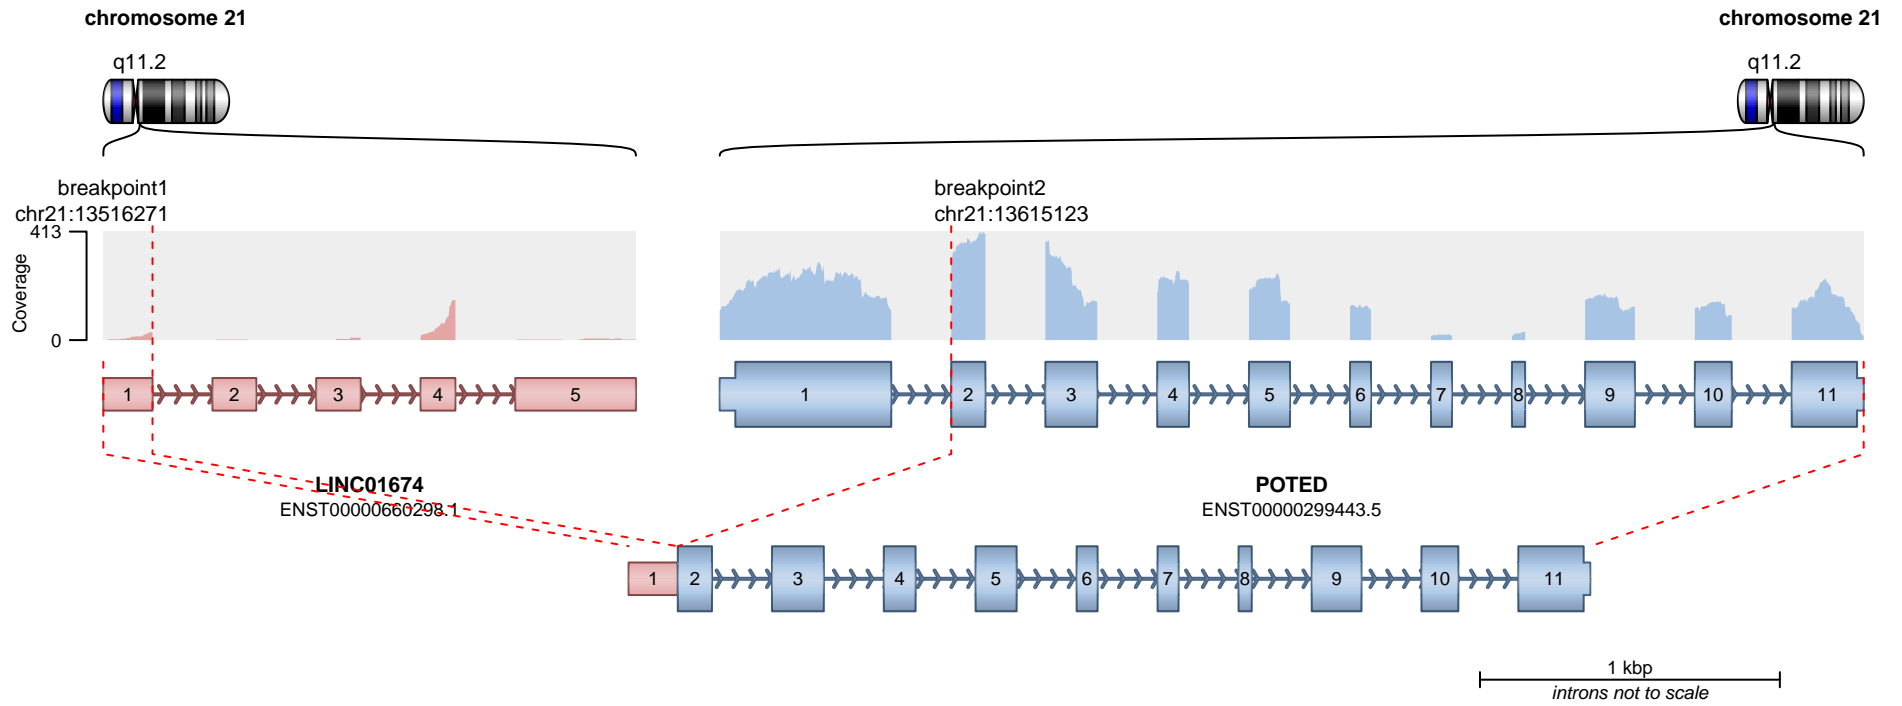 chromosome 21
chromosome 21
q11.2
q11.2
breakpoint1
chr21:13516271
breakpoint2
chr21:13615123
413
Coverage
0
1 2 3 4 5
1 2 3 4 5 6 7 8 9 10 11
LINC01674
ENST00000660298.1
POTED
ENST00000299443.5
1 2 3 4 5 6 7 8 9 10 11
1 kbp
introns not to scale